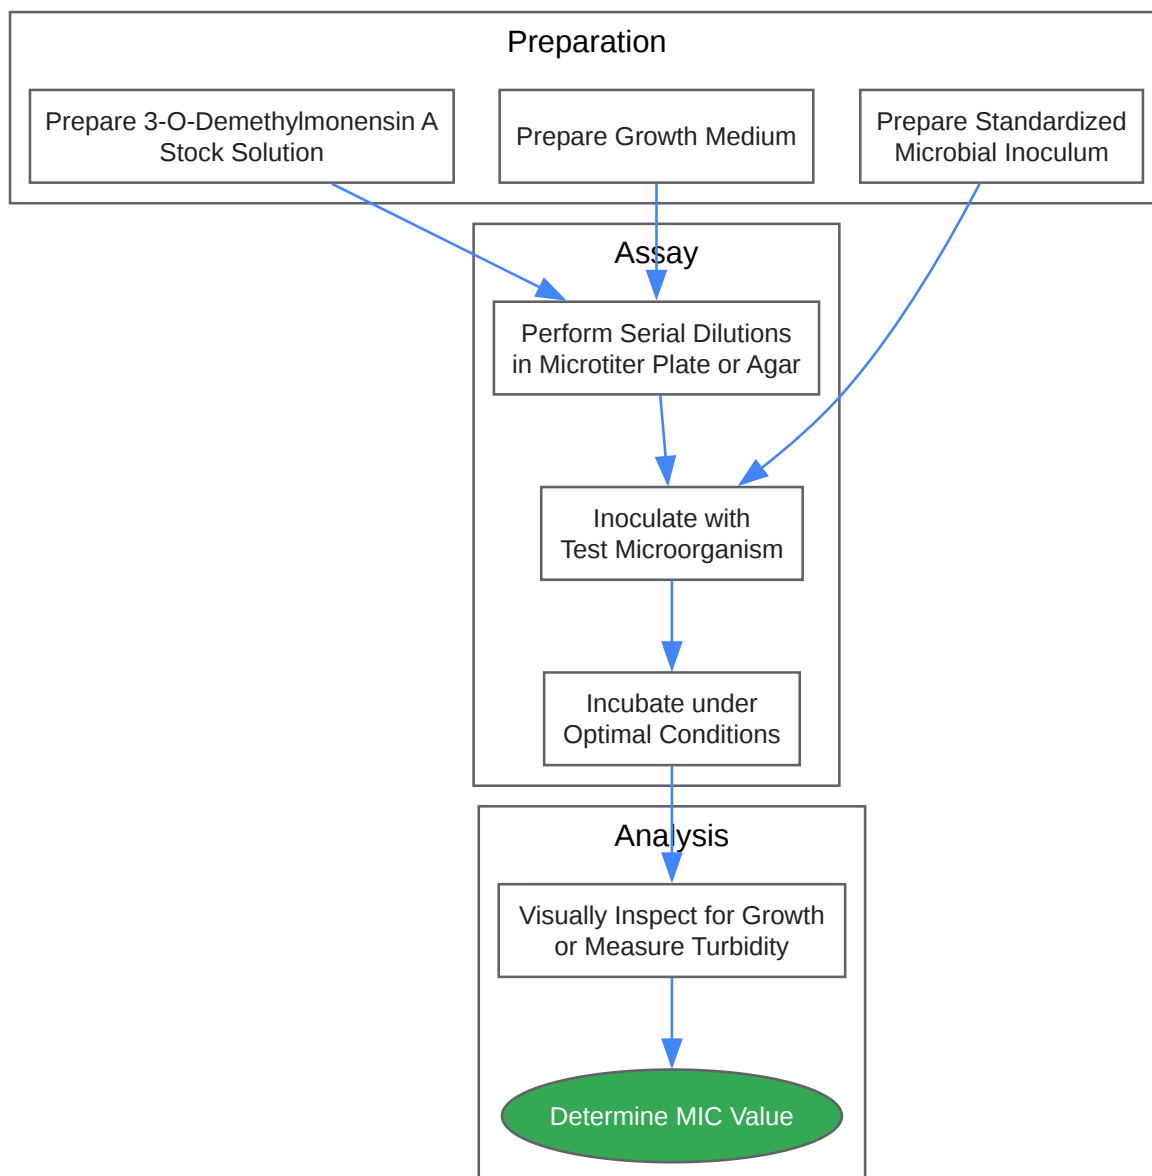 Preparation
Prepare 3-O-Demethylmonensin A
Stock Solution
Prepare Growth Medium
Prepare Standardized
Microbial Inoculum
Assay
Perform Serial Dilutions
in Microtiter Plate or Agar
Inoculate with
Test Microorganism
Incubate under
Optimal Conditions
Analysis
Visually Inspect for Growth
or Measure Turbidity
Determine MIC Value